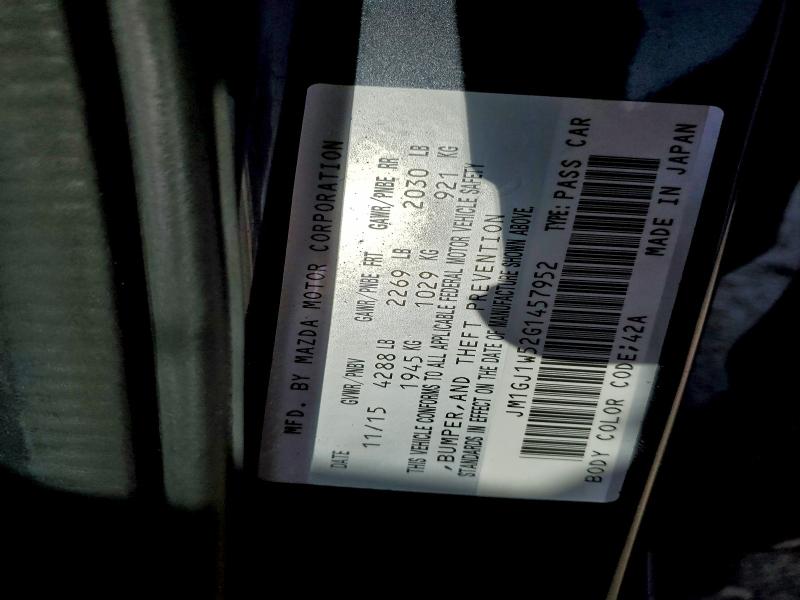 MFD. BY MAZDA MOTOR CORPORATION
DATE GVWR/PNBV GAWR/PNBE FRT GAWR/PNBE RR
11/15 4288 LB 2269 LB 2030 LB
1945 KG 1029 KG 921 KG
THIS VEHICLE CONFORMS TO ALL APPLICABLE FEDERAL MOTOR VEHICLE SAFETY
,BUMPER,AND THEFT PREVENTION
STANDARDS IN EFFECT ON THE DATE OF MANUFACTURE SHOWN ABOVE.
JM1GJ1W52G1457952 TYPE: PASS CAR
BODY COLOR CODE;42A MADE IN JAPAN